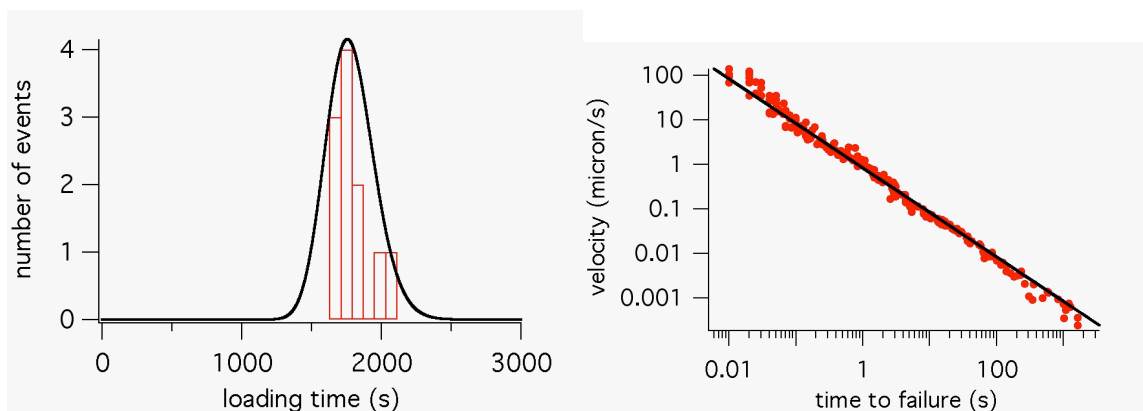 number of events
4
3
2
1
0
0 1000 2000 3000
loading time (s)
velocity (micron/s)
100
10
1
0.1
0.01
0.001
0.01 1 100
time to failure (s)